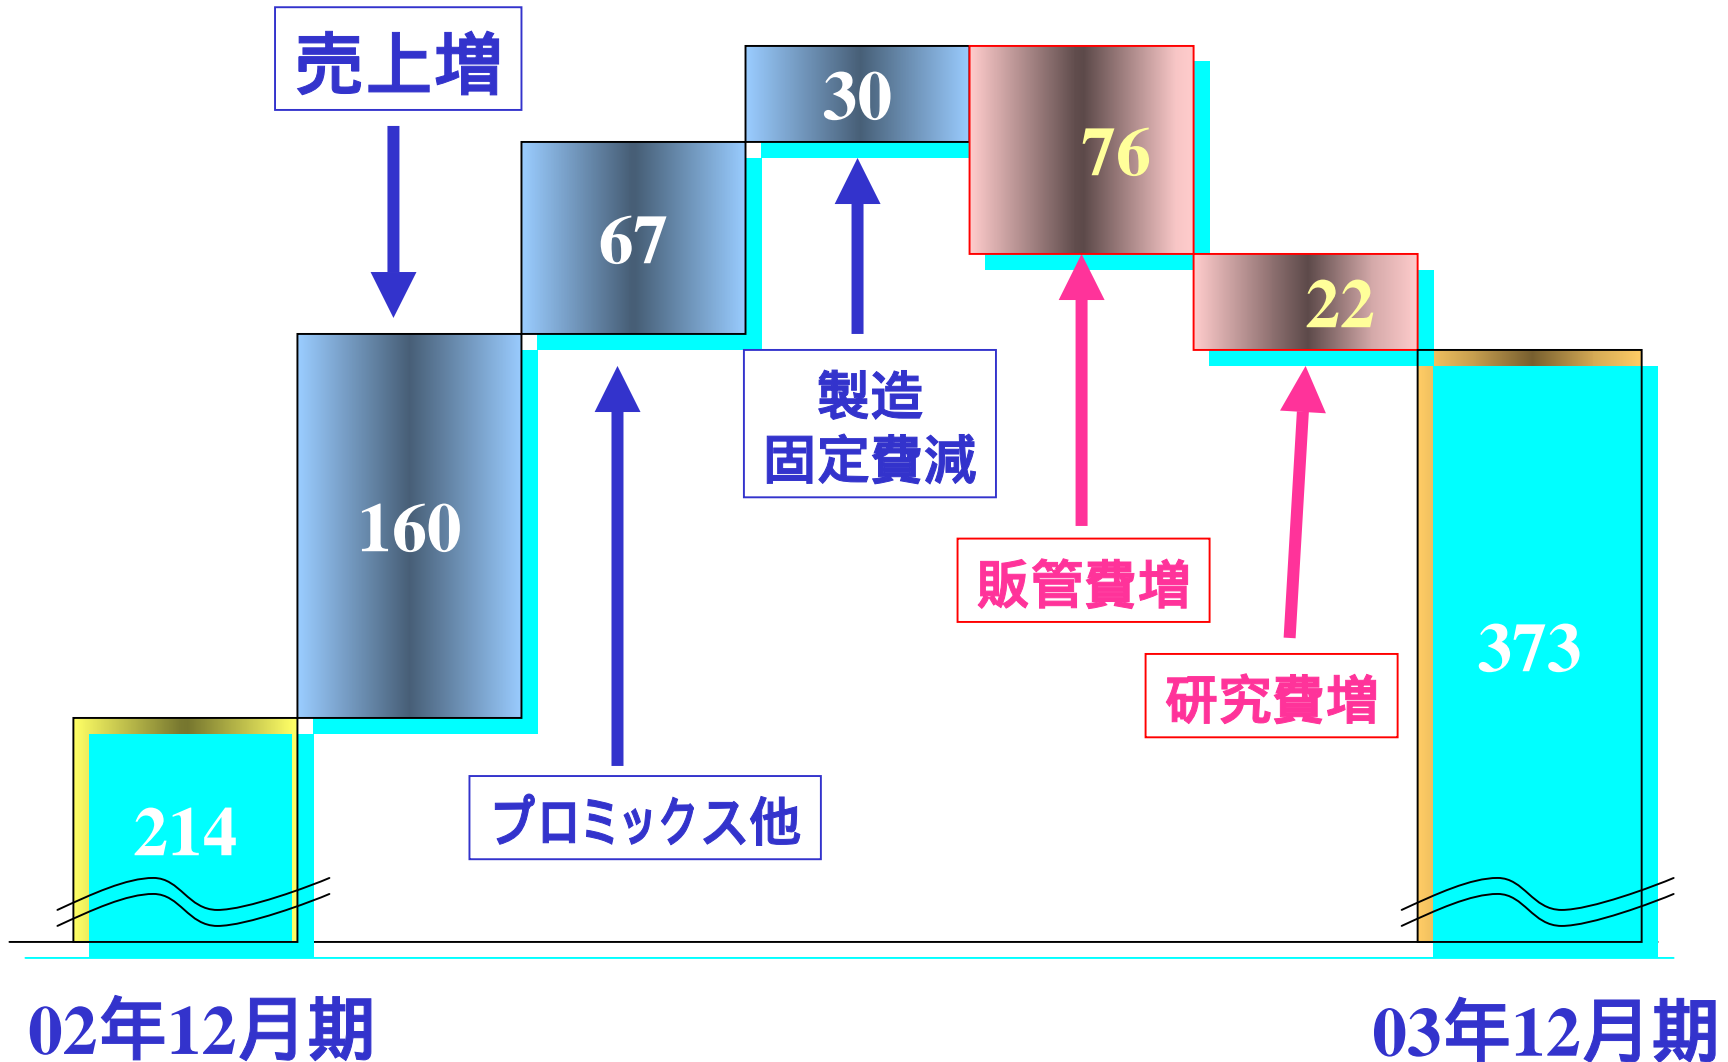 売上増
30
76
67
22
製造
固定費減
160
販管費増
373
研究費増
プロミックス他
214
02年12月期
03年12月期